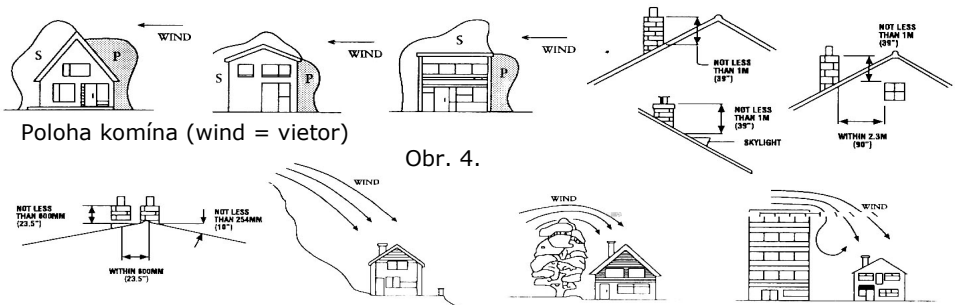 WIND
S
P
WIND
S
P
WIND
S
P
NOT LESS
THAN 1M
(39")
NOT LESS
THAN 1M
(39")
SKYLIGHT
NOT LESS
THAN 1M
(39")
WITHIN 2.3M
(90")
Poloha komína (wind = vietor)
Obr. 4.
NOT LESS
THAN 600MM
(23.5")
NOT LESS
THAN 254MM
(10")
WITHIN 600MM
(23.5")
WIND
WIND
WIND